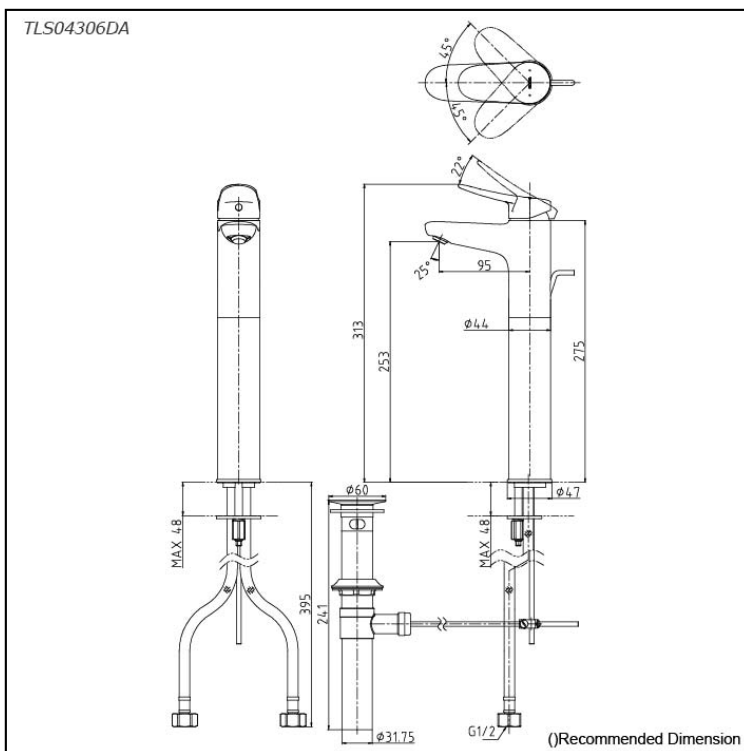 TLS04306DA
45°
45°
22°
25°
95
313
253
ϕ44
275
ϕ60
ϕ47
MAX 48
MAX 48
395
241
G1/2
ϕ31.75
()Recommended Dimension